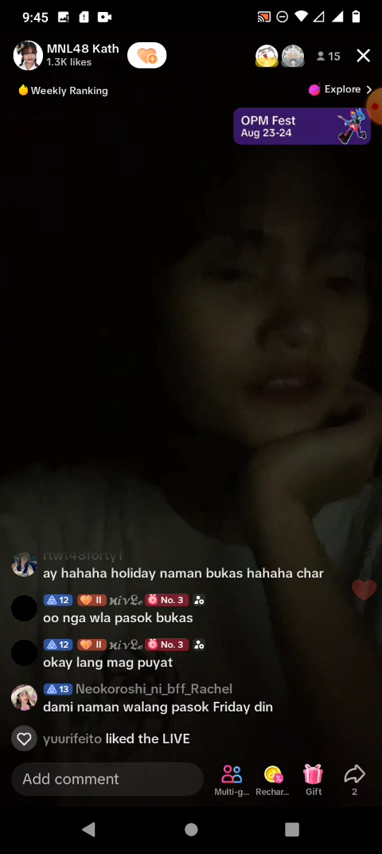 9:45
MNL48 Kath
1.3K likes
15
Weekly Ranking
Explore
OPM Fest
Aug 23-24
ay hahaha holiday naman bukas hahaha char
12 II No. 3
oo nga wla pasok bukas
12 II No. 3
okay lang mag puyat
13 Neokoroshi_ni_bff_Rachel
dami naman walang pasok Friday din
yuurifeito liked the LIVE
Add comment
Multi-g... Rechar... Gift 2